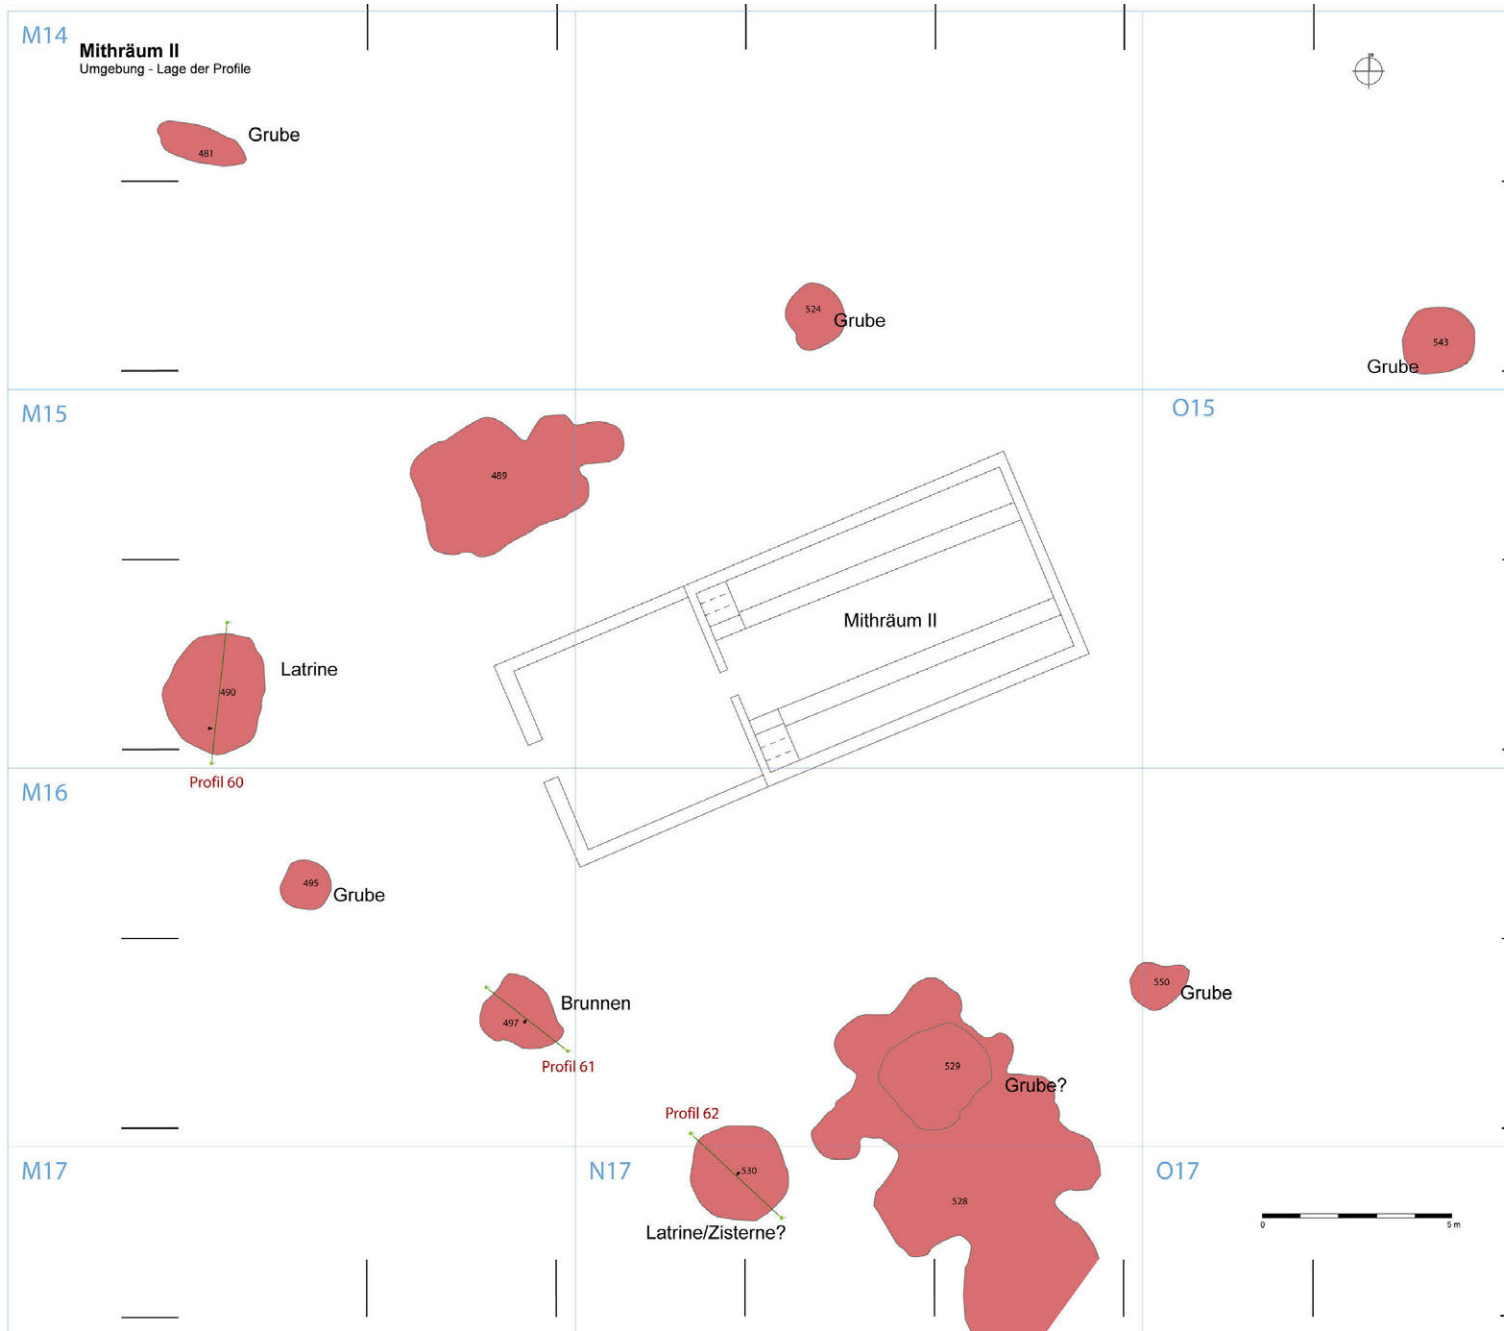 M14
Mithräum II
Umgebung - Lage der Profile
481
Grube
524
Grube
543
Grube
M15
O15
489
Mithräum II
Latrine
490
Profil 60
M16
495
Grube
550
Grube
Brunnen
497
Profil 61
529
Grube?
Profil 62
M17
N17
530
O17
528
Latrine/Zisterne?
0
5 m